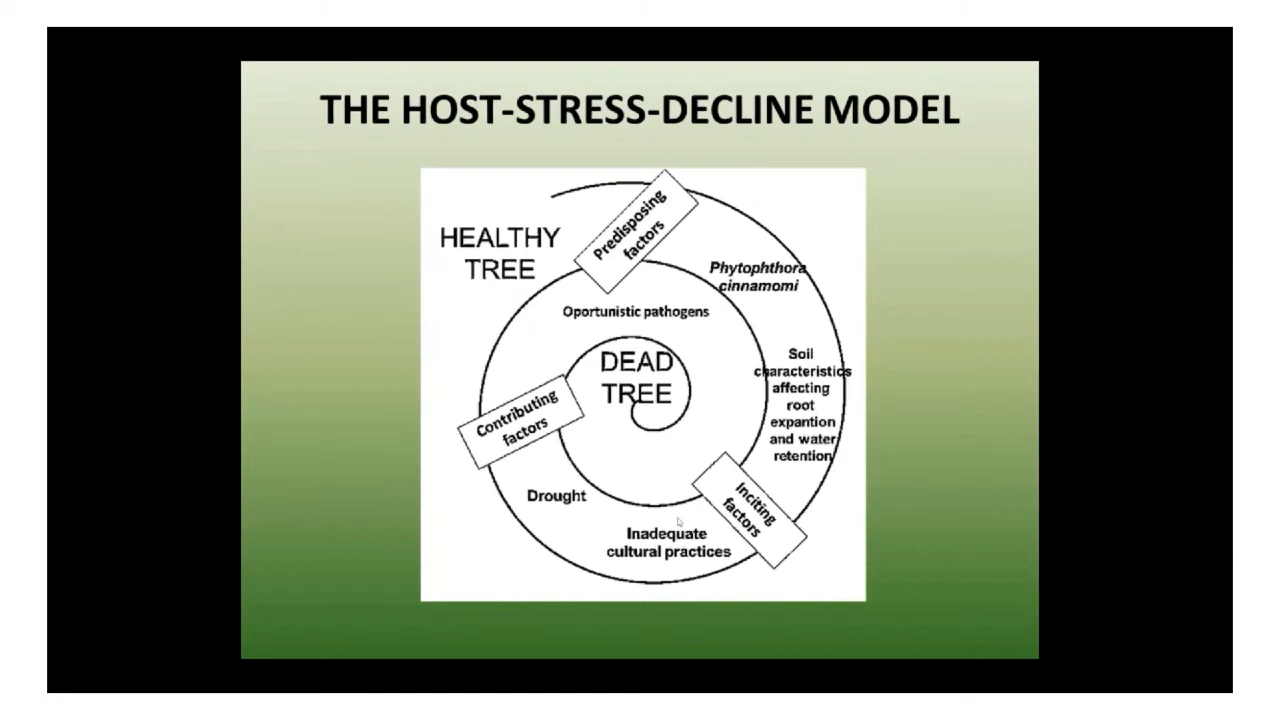 THE HOST-STRESS-DECLINE MODEL
HEALTHY
TREE
Predisposing
factors
Phytophthora
cinnamomi
Soil
characteristics
affecting
root
expantion
and water
retention
Inciting
factors
Inadequate
cultural practices
Drought
Contributing
factors
Oportunistic pathogens
DEAD
TREE